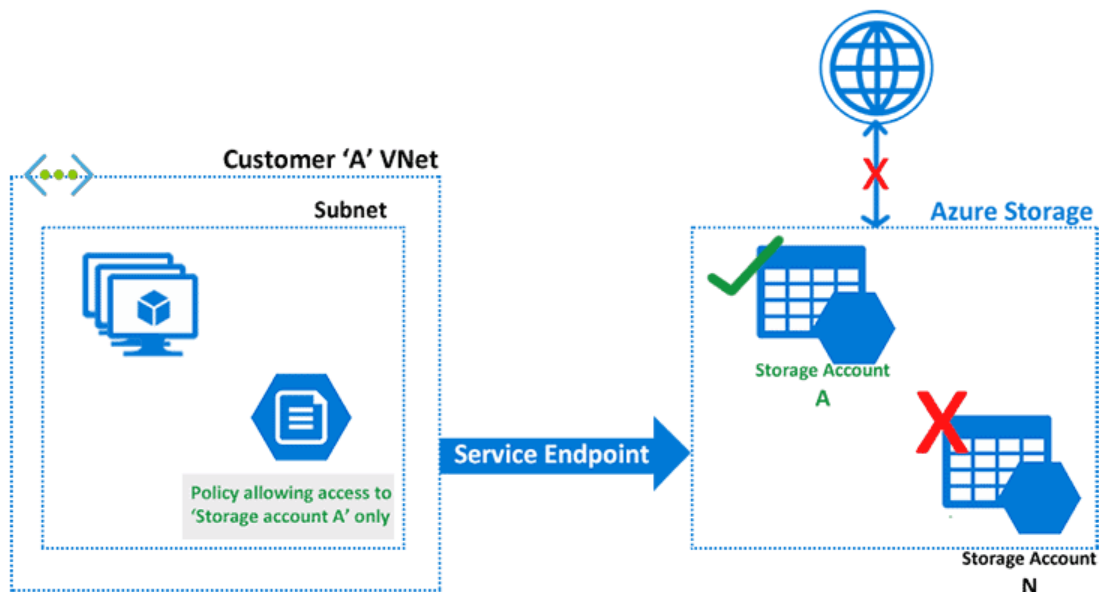 Customer ‘A’ VNet
Subnet
Policy allowing access to
‘Storage account A’ only
Service Endpoint
Azure Storage
Storage Account
A
Storage Account
N